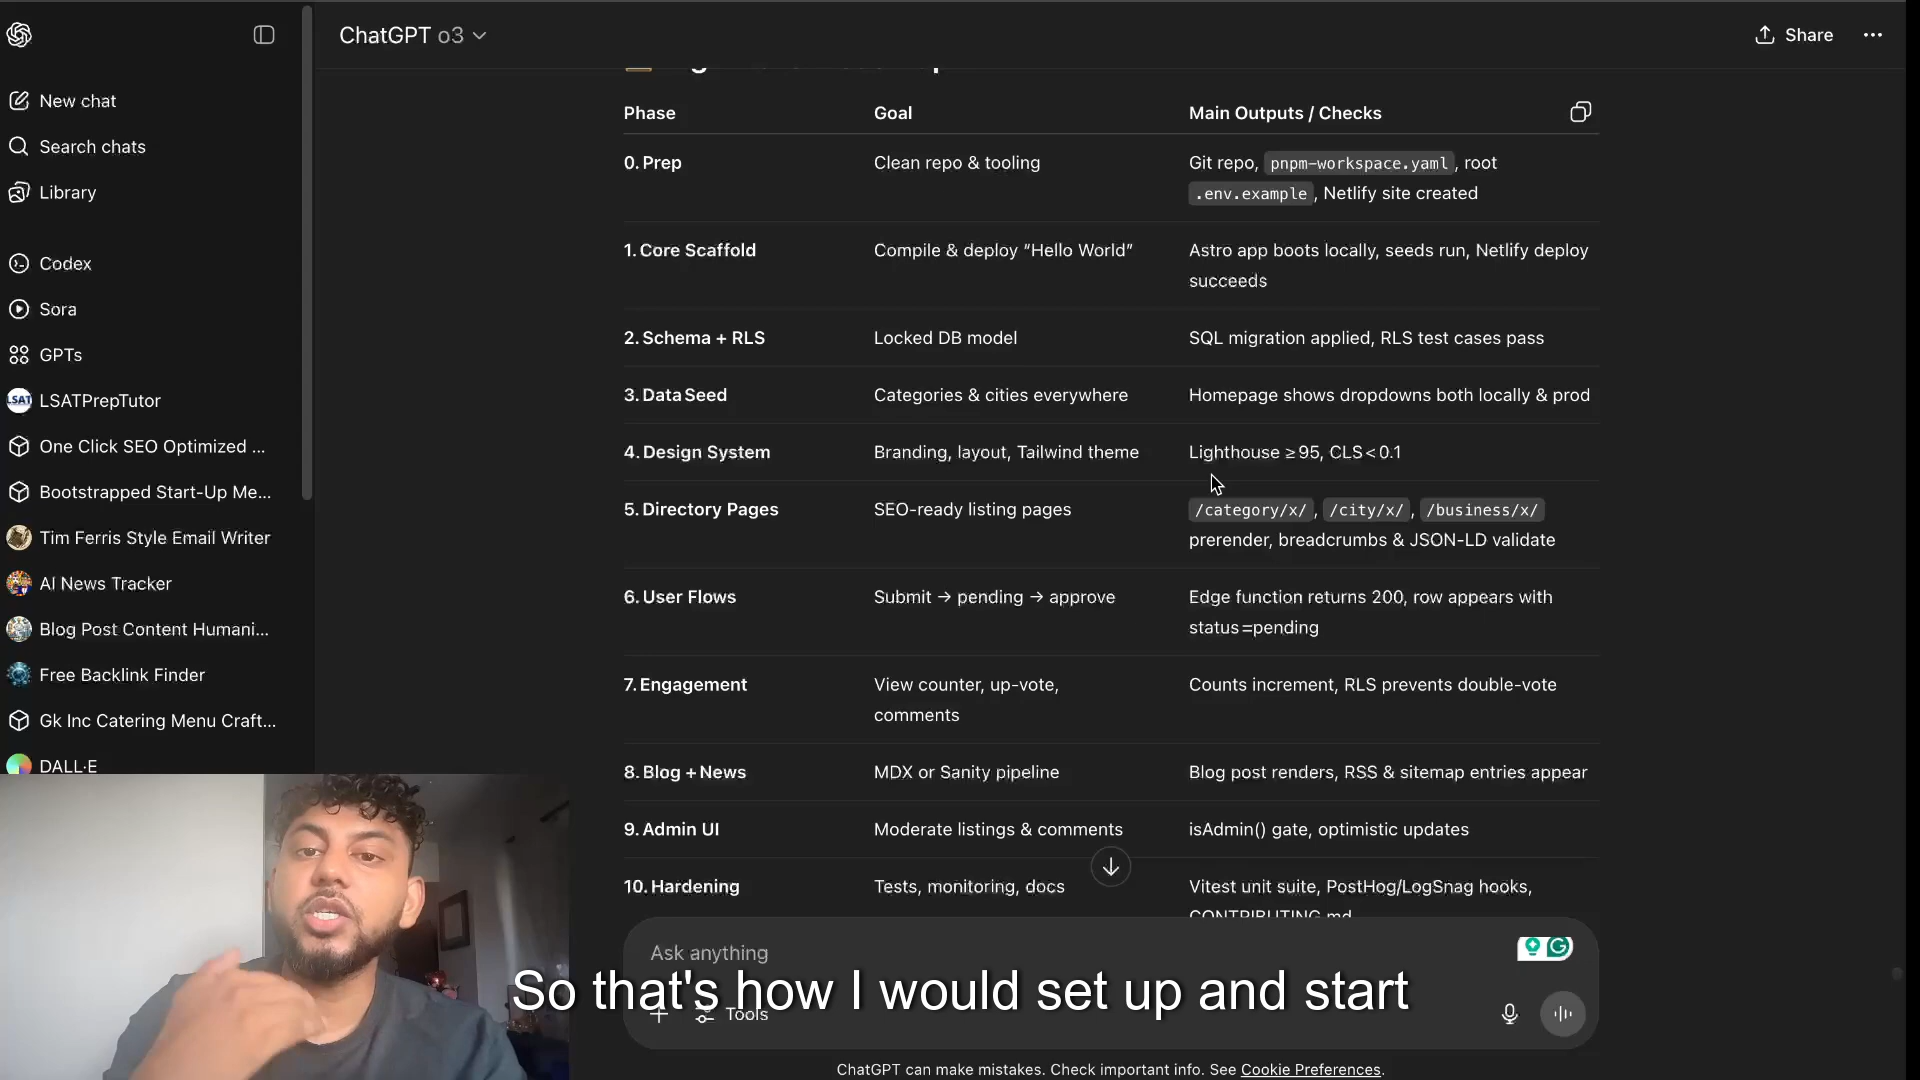 ChatGPT o3
Share
New chat
Search chats
Library
Codex
Sora
GPTs
LSATPrepTutor
One Click SEO Optimized ...
Bootstrapped Start-Up Me...
Tim Ferris Style Email Writer
AI News Tracker
Blog Post Content Humani...
Free Backlink Finder
Gk Inc Catering Menu Craft...
DALL·E
Phase Goal Main Outputs / Checks
0. Prep Clean repo & tooling Git repo, pnpm-workspace.yaml, root
.env.example, Netlify site created
1. Core Scaffold Compile & deploy “Hello World” Astro app boots locally, seeds run, Netlify deploy
succeeds
2. Schema + RLS Locked DB model SQL migration applied, RLS test cases pass
3. Data Seed Categories & cities everywhere Homepage shows dropdowns both locally & prod
4. Design System Branding, layout, Tailwind theme Lighthouse ≥ 95, CLS < 0.1
5. Directory Pages SEO-ready listing pages /category/x/, /city/x/, /business/x/
prerender, breadcrumbs & JSON-LD validate
6. User Flows Submit → pending → approve Edge function returns 200, row appears with
status=pending
7. Engagement View counter, up-vote, Counts increment, RLS prevents double-vote
comments
8. Blog + News MDX or Sanity pipeline Blog post renders, RSS & sitemap entries appear
9. Admin UI Moderate listings & comments isAdmin() gate, optimistic updates
10. Hardening Tests, monitoring, docs Vitest unit suite, PostHog/LogSnag hooks,
CONTRIBUTING.md
Ask anything
So that's how I would set up and start
Tools
ChatGPT can make mistakes. Check important info. See Cookie Preferences.